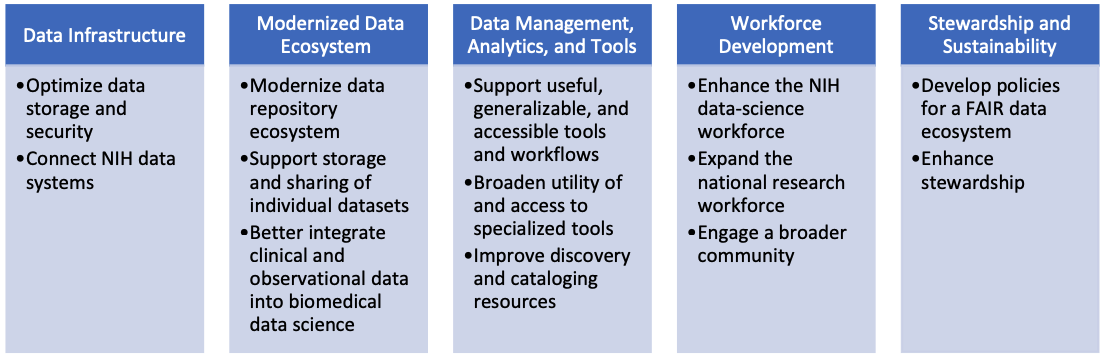 Data Infrastructure
•Optimize data
storage and
security
•Connect NIH data
systems
Modernized Data
Ecosystem
•Modernize data
repository
ecosystem
•Support storage
and sharing of
individual datasets
•Better integrate
clinical and
observational data
into biomedical
data science
Data Management,
Analytics, and Tools
•Support useful,
generalizable, and
accessible tools
and workflows
•Broaden utility of
and access to
specialized tools
•Improve discovery
and cataloging
resources
Workforce
Development
•Enhance the NIH
data-science
workforce
•Expand the
national research
workforce
•Engage a broader
community
Stewardship and
Sustainability
•Develop policies
for a FAIR data
ecosystem
•Enhance
stewardship